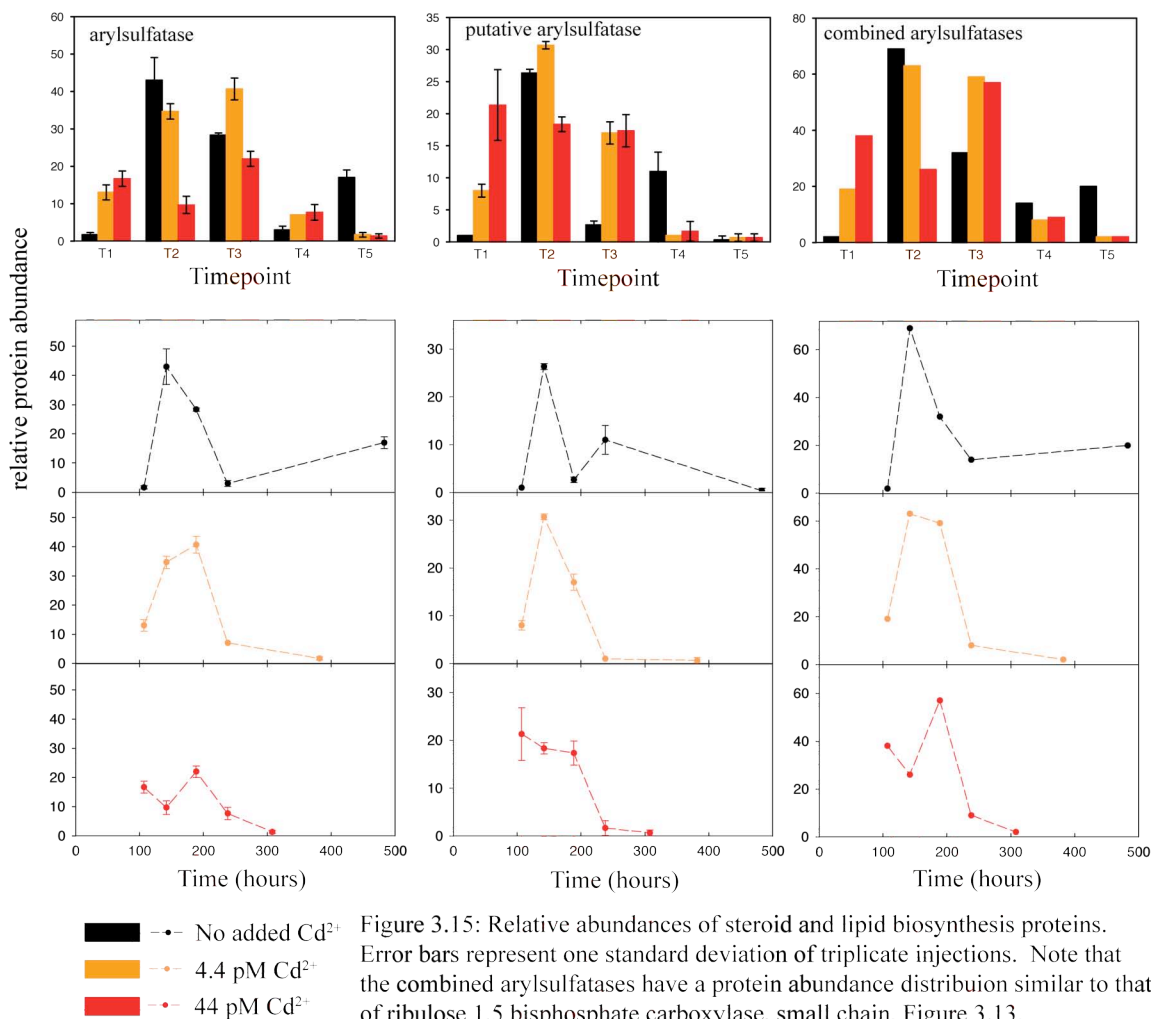 arylsulfatase
putative arylsulfatase
combined arylsulfatases
60
50
40
30
20
10
0
T1 T2 T3 T4 T5
Timepoint
35
30
25
20
15
10
5
0
T1 T2 T3 T4 T5
Timepoint
80
60
40
20
0
T1 T2 T3 T4 T5
Timepoint
relative protein abundance
50
40
30
20
10
0
30
20
10
0
60
40
20
0
50
40
30
20
10
0
30
20
10
0
60
40
20
0
50
40
30
20
10
0
30
20
10
0
60
40
20
0
0 100 200 300 400 500
0 100 200 300 400 500
0 100 200 300 400 500
Time (hours)
Time (hours)
Time (hours)
No added Cd²⁺
4.4 pM Cd²⁺
44 pM Cd²⁺
Figure 3.15: Relative abundances of steroid and lipid biosynthesis proteins.
Error bars represent one standard deviation of triplicate injections. Note that
the combined arylsulfatases have a protein abundance distribuion similar to that
of ribulose 1,5 bisphosphate carboxylase, small chain, Figure 3.13